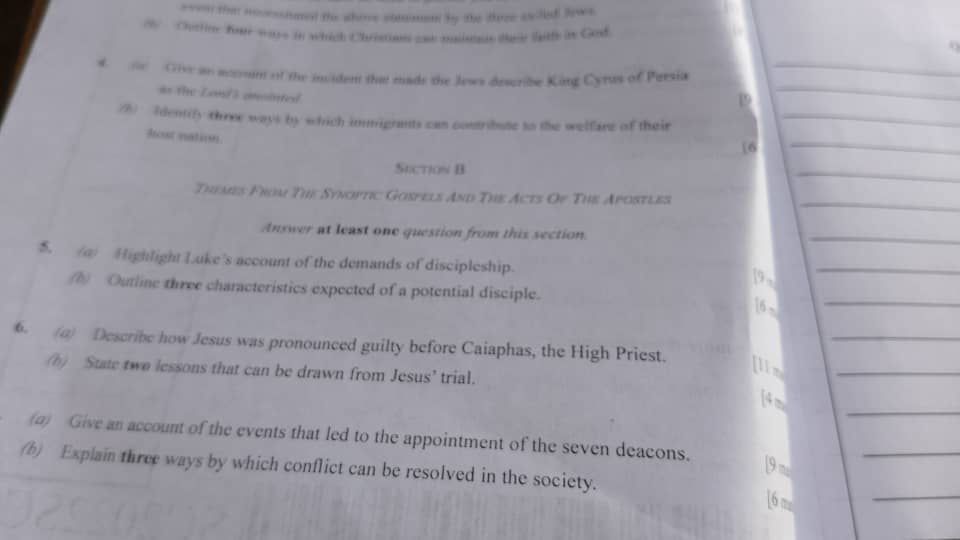 event that necessitated the above statement by the three exiled Jews.
(b) Outline four ways in which Christians can maintain their faith in God.
4. (a) Give an account of the incident that made the Jews describe King Cyrus of Persia
as the Lord's anointed. [9
(b) Identify three ways by which immigrants can contribute to the welfare of their
host nation. [6
SECTION B
THEMES FROM THE SYNOPTIC GOSPELS AND THE ACTS OF THE APOSTLES
Answer at least one question from this section.
5. (a) Highlight Luke's account of the demands of discipleship. [9 m
(b) Outline three characteristics expected of a potential disciple. [6 m
6. (a) Describe how Jesus was pronounced guilty before Caiaphas, the High Priest. [11 m
(b) State two lessons that can be drawn from Jesus' trial. [4 m
(a) Give an account of the events that led to the appointment of the seven deacons. [9 ma
(b) Explain three ways by which conflict can be resolved in the society. [6 ma